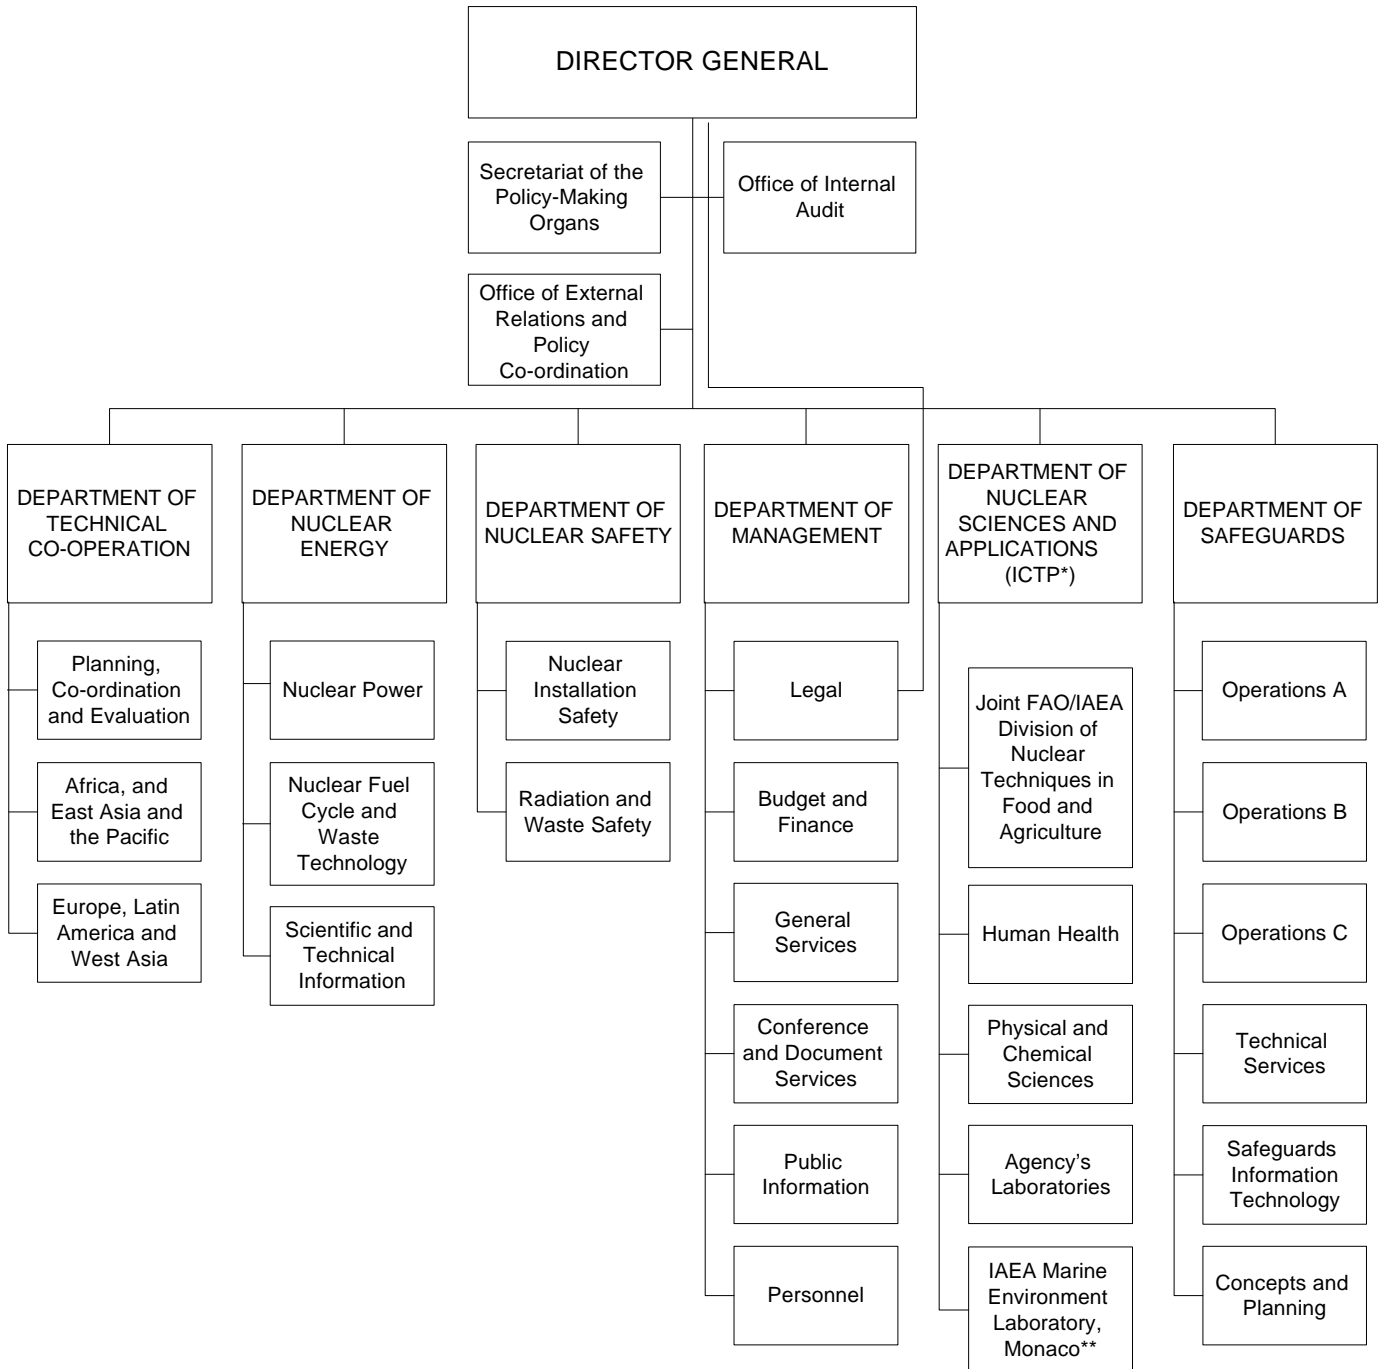 DIRECTOR GENERAL
Secretariat of the
Policy-Making
Organs
Office of Internal
Audit
Office of External
Relations and
Policy
Co-ordination
DEPARTMENT OF
TECHNICAL
CO-OPERATION
DEPARTMENT OF
NUCLEAR
ENERGY
DEPARTMENT OF
NUCLEAR SAFETY
DEPARTMENT OF
MANAGEMENT
DEPARTMENT OF
NUCLEAR
SCIENCES AND
APPLICATIONS
(ICTP*)
DEPARTMENT OF
SAFEGUARDS
Planning,
Co-ordination
and Evaluation
Africa, and
East Asia and
the Pacific
Europe, Latin
America and
West Asia
Nuclear Power
Nuclear Fuel
Cycle and
Waste
Technology
Scientific and
Technical
Information
Nuclear
Installation
Safety
Radiation and
Waste Safety
Legal
Budget and
Finance
General
Services
Conference
and Document
Services
Public
Information
Personnel
Joint FAO/IAEA
Division of
Nuclear
Techniques in
Food and
Agriculture
Human Health
Physical and
Chemical
Sciences
Agency’s
Laboratories
IAEA Marine
Environment
Laboratory,
Monaco**
Operations A
Operations B
Operations C
Technical
Services
Safeguards
Information
Technology
Concepts and
Planning